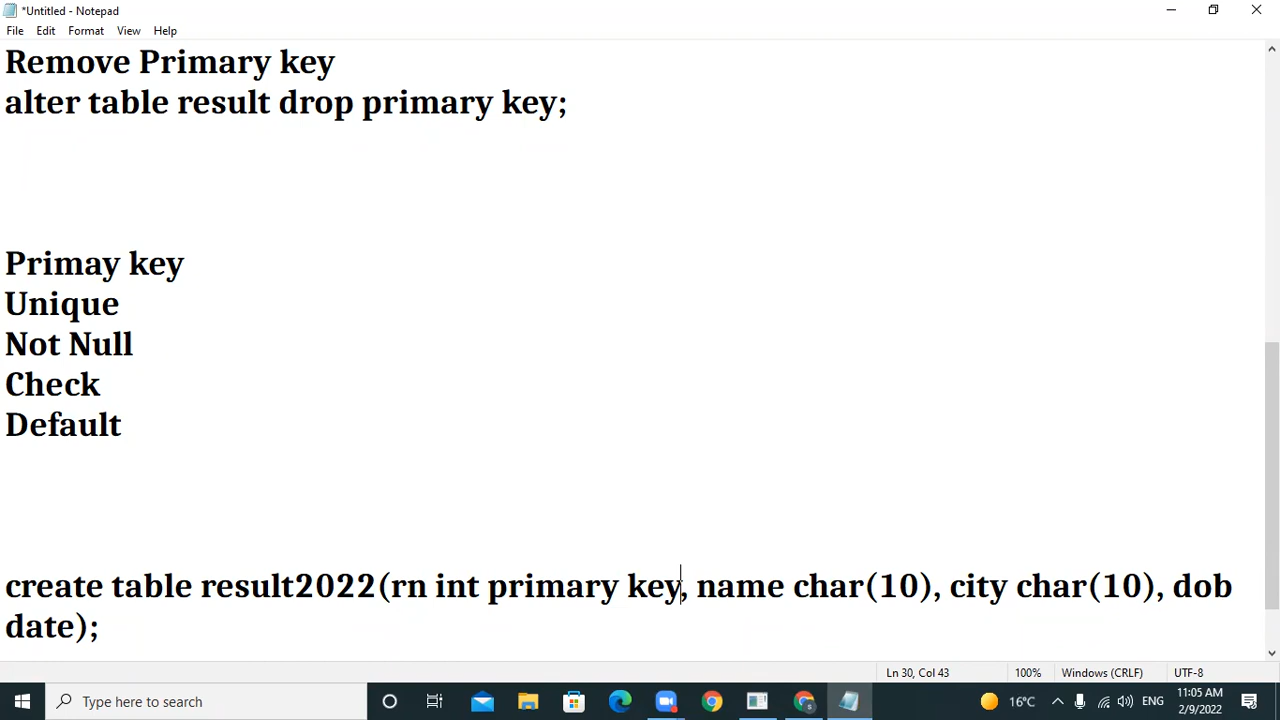 *Untitled - Notepad
File Edit Format View Help
Remove Primary key
alter table result drop primary key;
Primay key
Unique
Not Null
Check
Default
create table result2022(rn int primary key, name char(10), city char(10), dob
date);
Ln 30, Col 43 100% Windows (CRLF) UTF-8
Type here to search 16°C ENG 11:05 AM
2/9/2022